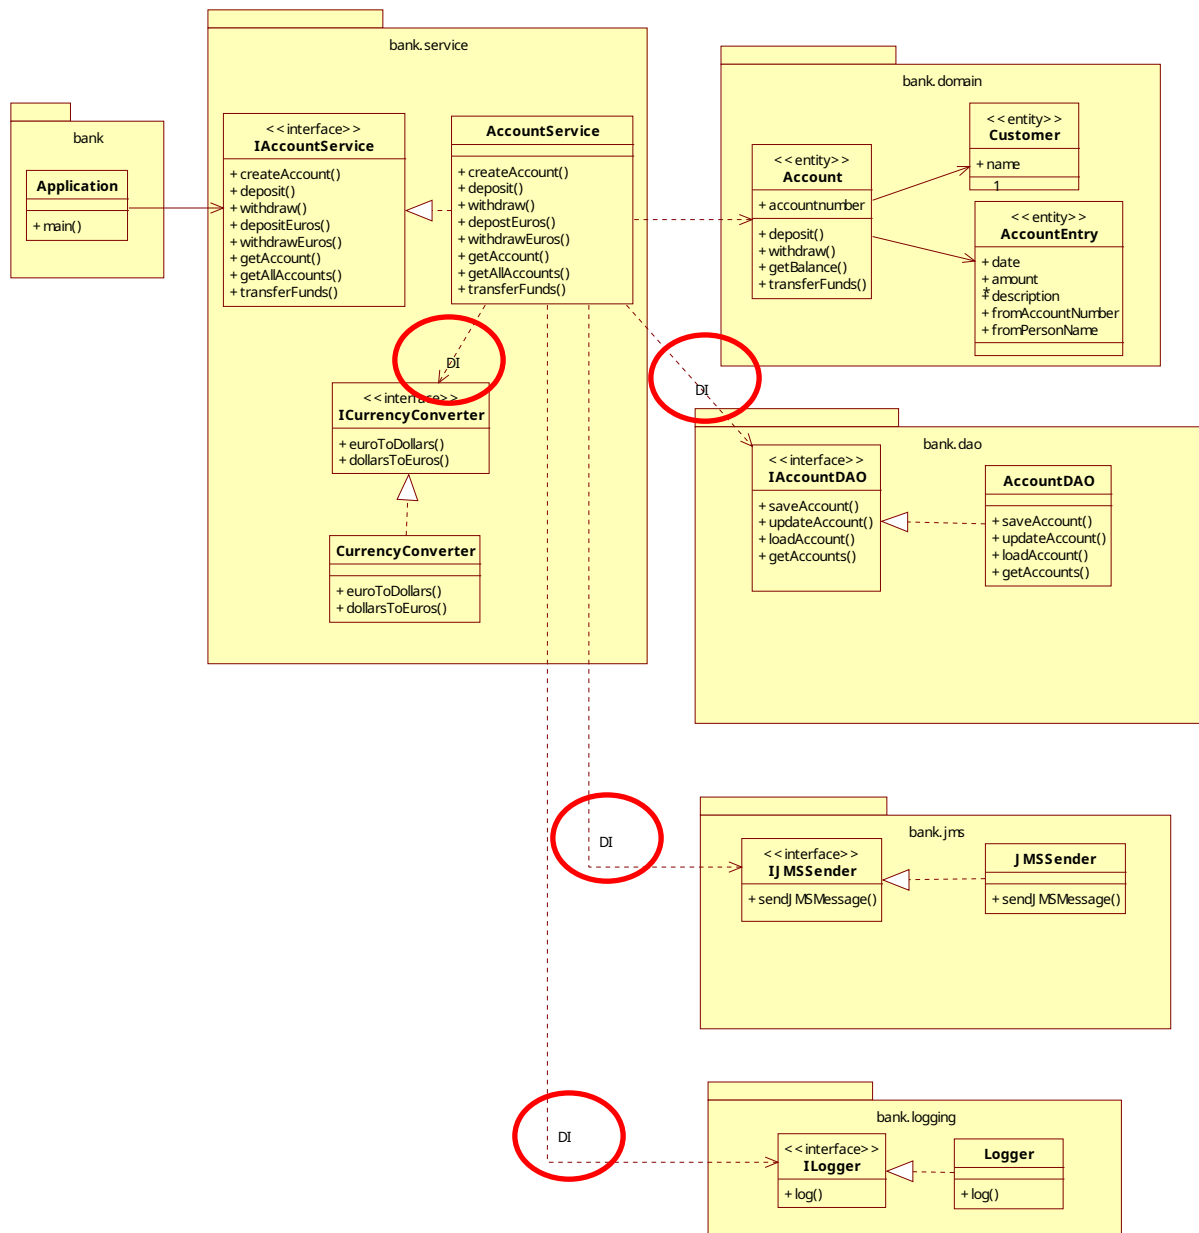 bank
Application
+ main()
bank.service
<<interface>>
IAccountService
+ createAccount()
+ deposit()
+ withdraw()
+ depositEuros()
+ withdrawEuros()
+ getAccount()
+ getAllAccounts()
+ transferFunds()
AccountService
+ createAccount()
+ deposit()
+ withdraw()
+ depostEuros()
+ withdrawEuros()
+ getAccount()
+ getAllAccounts()
+ transferFunds()
DI
<<interface>>
ICurrencyConverter
+ euroToDollars()
+ dollarsToEuros()
CurrencyConverter
+ euroToDollars()
+ dollarsToEuros()
bank.domain
<<entity>>
Account
+ accountnumber
+ deposit()
+ withdraw()
+ getBalance()
+ transferFunds()
<<entity>>
Customer
+ name
1
<<entity>>
AccountEntry
+ date
+ amount
*
+ description
+ fromAccountNumber
+ fromPersonName
DI
bank.dao
<<interface>>
IAccountDAO
+ saveAccount()
+ updateAccount()
+ loadAccount()
+ getAccounts()
AccountDAO
+ saveAccount()
+ updateAccount()
+ loadAccount()
+ getAccounts()
DI
bank.jms
<<interface>>
IJMSSender
+ sendJMSMessage()
JMSSender
+ sendJMSMessage()
DI
bank.logging
<<interface>>
ILogger
+ log()
Logger
+ log()